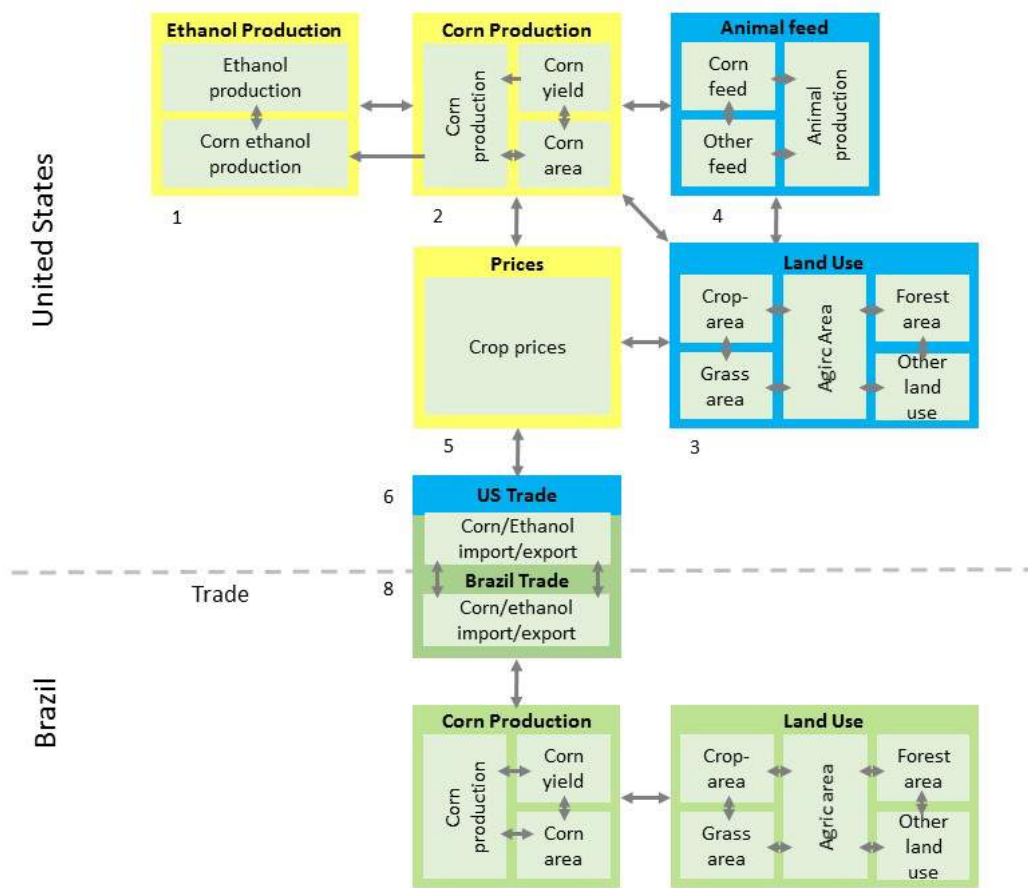 United States
Ethanol Production
Ethanol
production
Corn ethanol
production
1
Corn Production
Corn
production
Corn
yield
Corn
area
2
Animal feed
Corn
feed
Other
feed
Animal
production
4
Prices
Crop prices
5
Land Use
Crop-
area
Grass
area
Agirc Area
Forest
area
Other
land
use
3
6
US Trade
Corn/Ethanol
import/export
Trade
8
Brazil Trade
Corn/ethanol
import/export
Brazil
Corn Production
Corn
production
Corn
yield
Corn
area
Land Use
Crop-
area
Grass
area
Agric area
Forest
area
Other
land
use